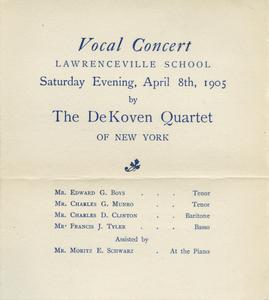 Vocal Concert
LAWRENCEVILLE SCHOOL
Saturday Evening, April 8th, 1905
by
The DeKoven Quartet
OF NEW YORK
Mr. Edward G. Boys . . . Tenor
Mr. Charles G. Munro . . . Tenor
Mr. Charles D. Clinton . . Baritone
Mr. Francis J. Tyler . . . Basso
Assisted by
Mr. Moritz E. Schwarz . At the Piano